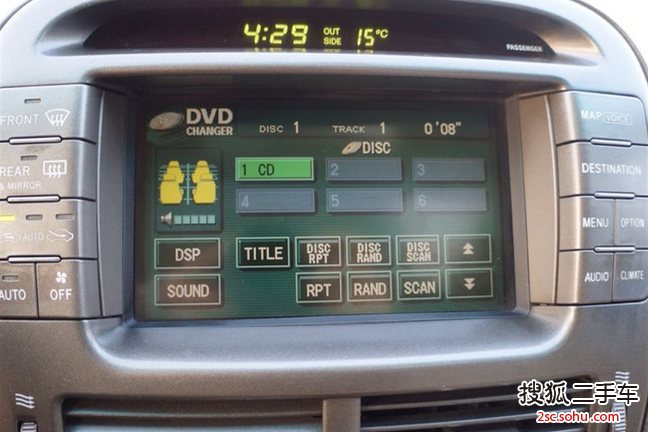 4:29 OUT SIDE 15°C
PASSENGER
FRONT
REAR
& MIRROR
AUTO
AUTO OFF
DVD
CHANGER
DISC 1 TRACK 1 0'08"
DISC
1 CD 2 3
4 5 6
DSP TITLE DISC RPT DISC RAND DISC SCAN
SOUND RPT RAND SCAN
MAP VOICE
DESTINATION
MENU OPTION
AUDIO CLIMATE
搜狐二手车
2sc.sohu.com